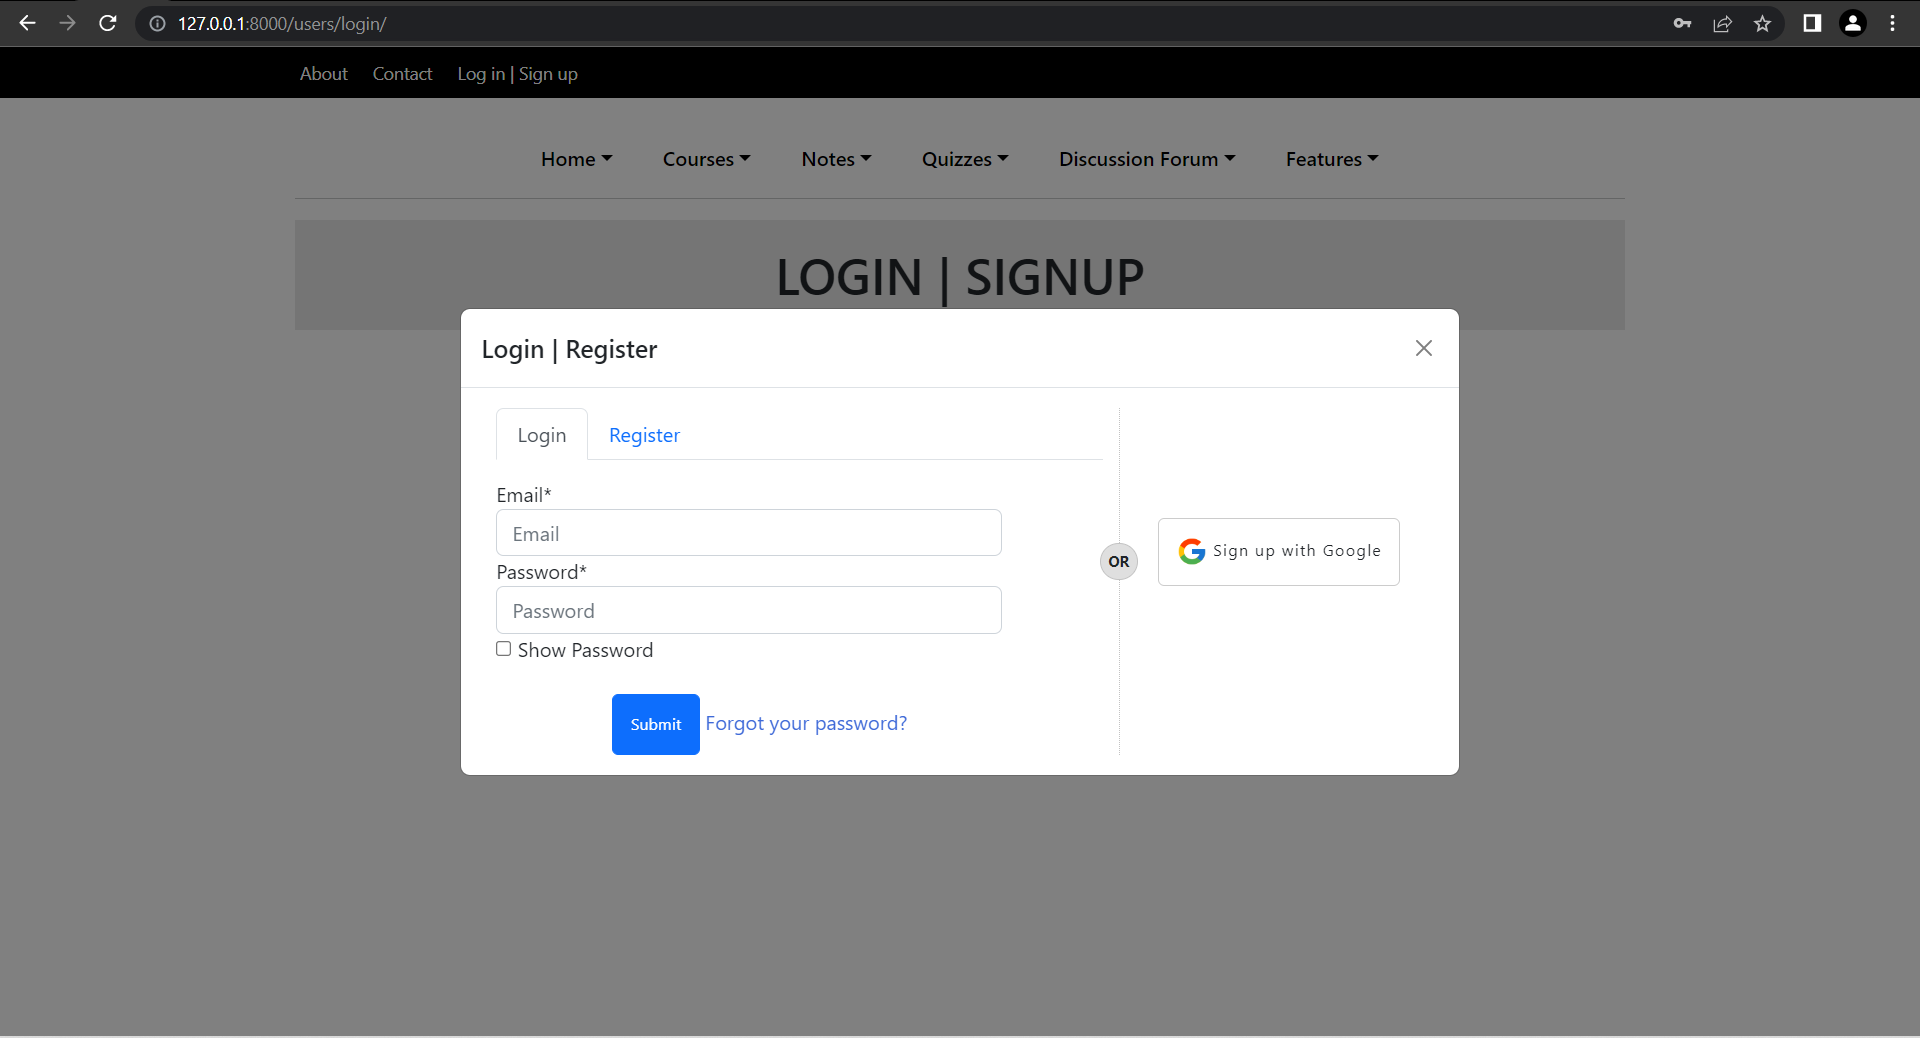 127.0.0.1:8000/users/login/
About Contact Log in | Sign up
Home Courses Notes Quizzes Discussion Forum Features
LOGIN | SIGNUP
Login | Register
Login Register
Email*
Email
Password*
Password
Show Password
Submit Forgot your password?
OR
Sign up with Google